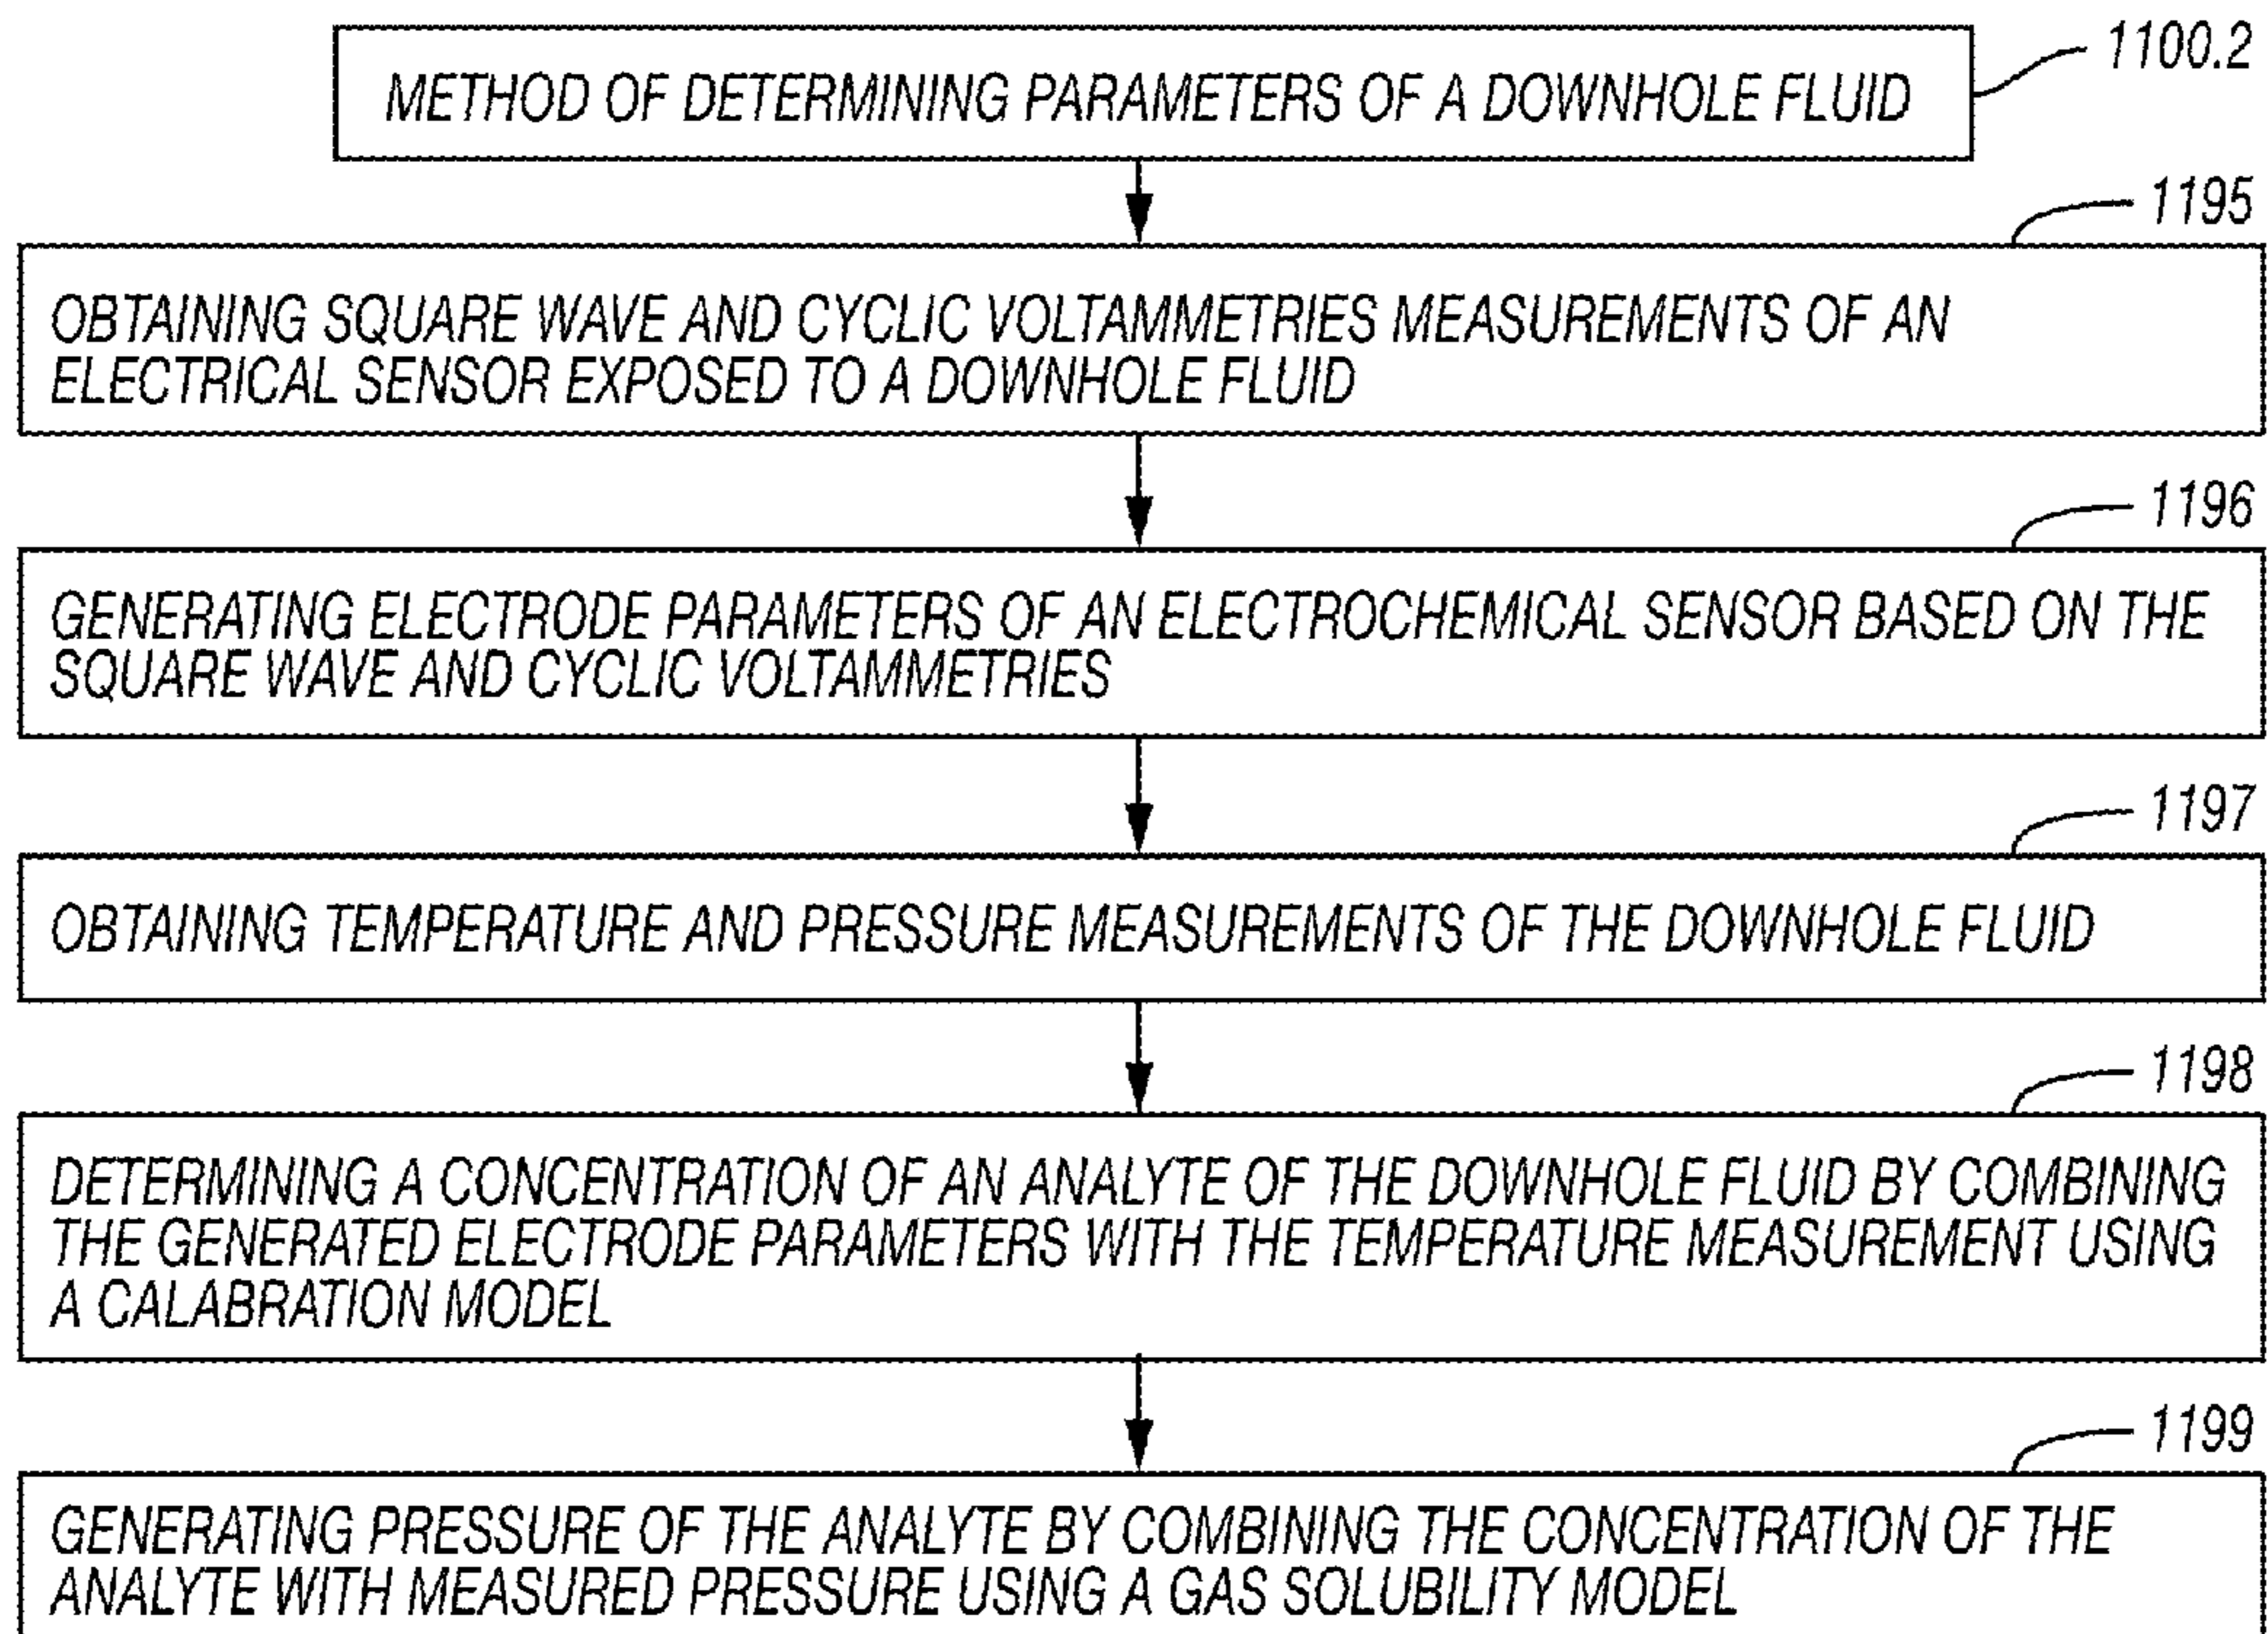 1100.2
METHOD OF DETERMINING PARAMETERS OF A DOWNHOLE FLUID
1195
OBTAINING SQUARE WAVE AND CYCLIC VOLTAMMETRIES MEASUREMENTS OF AN
ELECTRICAL SENSOR EXPOSED TO A DOWNHOLE FLUID
1196
GENERATING ELECTRODE PARAMETERS OF AN ELECTROCHEMICAL SENSOR BASED ON THE
SQUARE WAVE AND CYCLIC VOLTAMMETRIES
1197
OBTAINING TEMPERATURE AND PRESSURE MEASUREMENTS OF THE DOWNHOLE FLUID
1198
DETERMINING A CONCENTRATION OF AN ANALYTE OF THE DOWNHOLE FLUID BY COMBINING
THE GENERATED ELECTRODE PARAMETERS WITH THE TEMPERATURE MEASUREMENT USING
A CALABRATION MODEL
1199
GENERATING PRESSURE OF THE ANALYTE BY COMBINING THE CONCENTRATION OF THE
ANALYTE WITH MEASURED PRESSURE USING A GAS SOLUBILITY MODEL